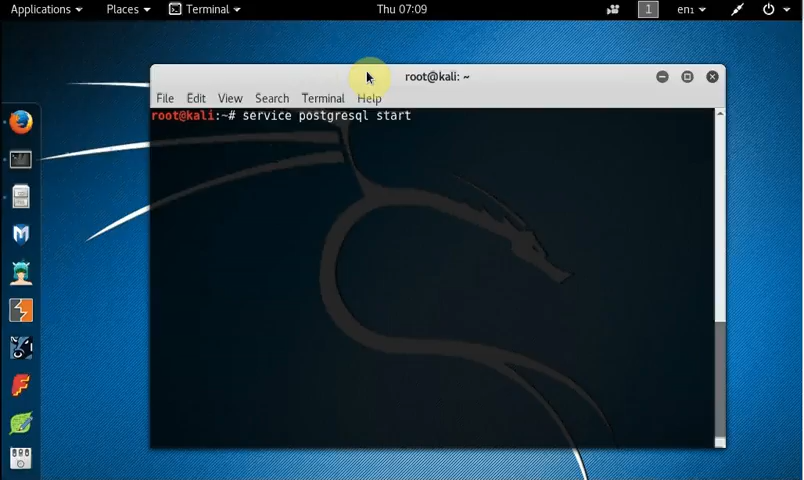 Applications Places Terminal Thu 07:09 1 en₁
root@kali: ~
File Edit View Search Terminal Help
root@kali:~# service postgresql start